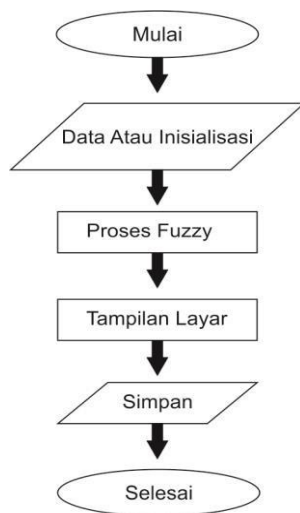 Mulai
Data Atau Inisialisasi
Proses Fuzzy
Tampilan Layar
Simpan
Selesai